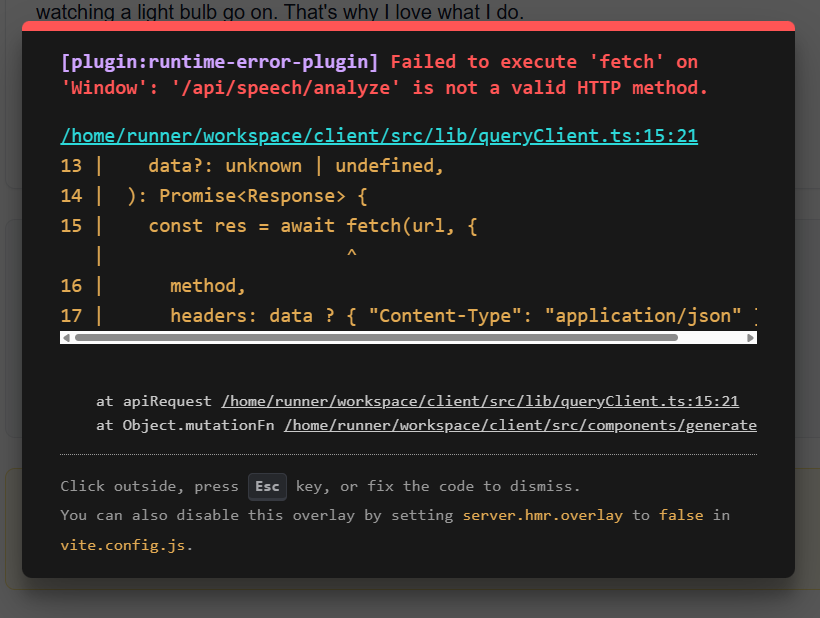 watching a light bulb go on. That's why I love what I do.
[plugin:runtime-error-plugin] Failed to execute 'fetch' on
'Window': '/api/speech/analyze' is not a valid HTTP method.
/home/runner/workspace/client/src/lib/queryClient.ts:15:21
13 |    data?: unknown | undefined,
14 |  ): Promise<Response> {
15 |    const res = await fetch(url, {
   |                      ^
16 |      method,
17 |      headers: data ? { "Content-Type": "application/json" }
at apiRequest /home/runner/workspace/client/src/lib/queryClient.ts:15:21
at Object.mutationFn /home/runner/workspace/client/src/components/generate
Click outside, press Esc key, or fix the code to dismiss.
You can also disable this overlay by setting server.hmr.overlay to false in
vite.config.js.